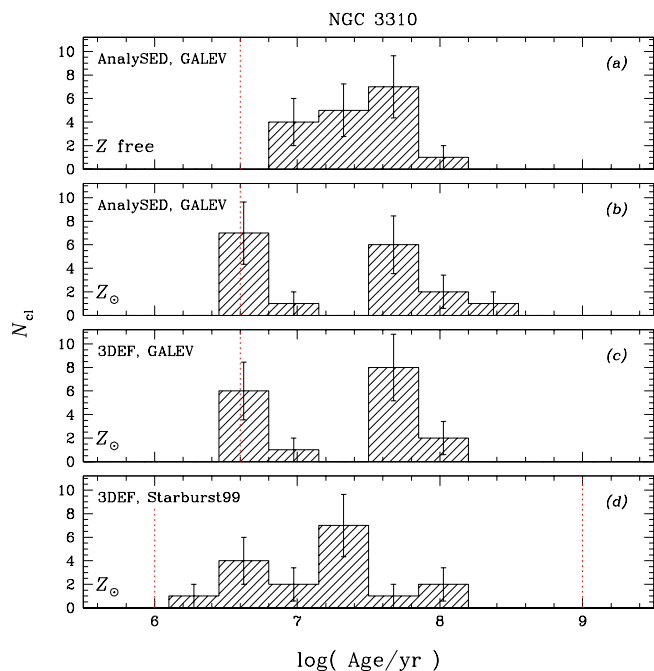 NGC 3310
10
8
6
4
2
0
AnalySED, GALEV
(a)
Z free
10
8
6
4
2
0
AnalySED, GALEV
(b)
Z⊙
N_cl
10
8
6
4
2
0
3DEF, GALEV
(c)
Z⊙
10
8
6
4
2
0
3DEF, Starburst99
(d)
Z⊙
6 7 8 9
log( Age/yr )